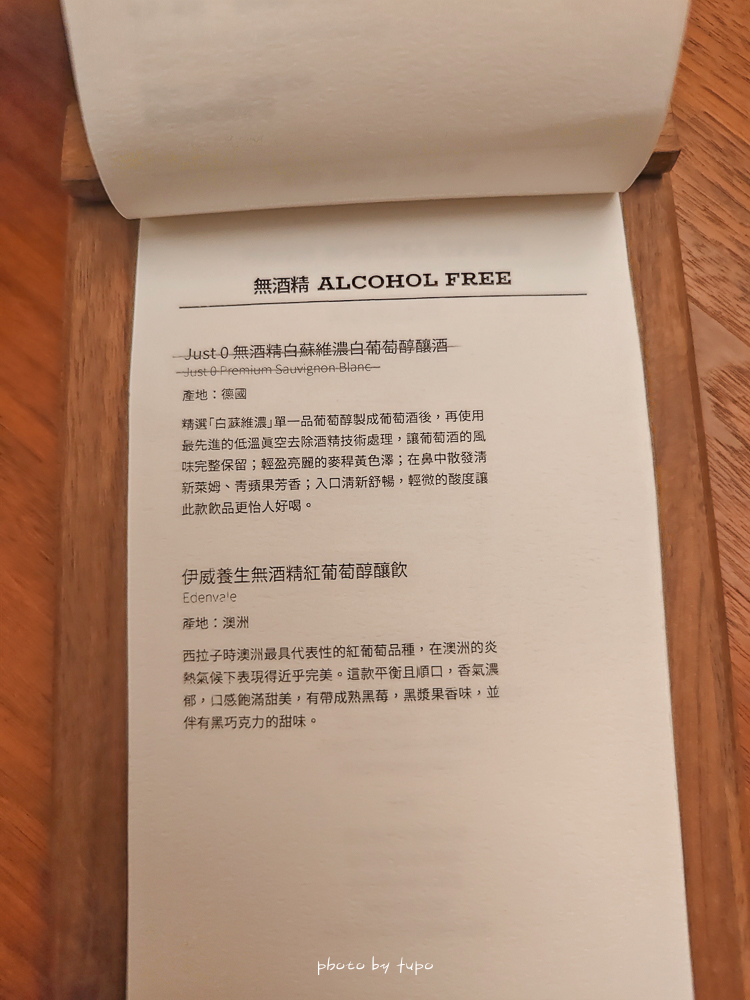 無酒精 ALCOHOL FREE
Just 0 無酒精白蘇維濃白葡萄醇釀酒
Just 0 Premium Sauvignon Blanc
產地：德國
精選「白蘇維濃」單一品葡萄醇製成葡萄酒後，再使用
最先進的低溫真空去除酒精技術處理，讓葡萄酒的風
味完整保留；輕盈亮麗的麥稈黃色澤；在鼻中散發清
新萊姆、青蘋果芳香；入口清新舒暢，輕微的酸度讓
此款飲品更怡人好喝。
伊威養生無酒精紅葡萄醇釀飲
Edenvale
產地：澳洲
西拉子時澳洲最具代表性的紅葡萄品種，在澳洲的炎
熱氣候下表現得近乎完美。這款平衡且順口，香氣濃
郁，口感飽滿甜美，有帶成熟黑莓，黑漿果香味，並
伴有黑巧克力的甜味。
photo by tupo